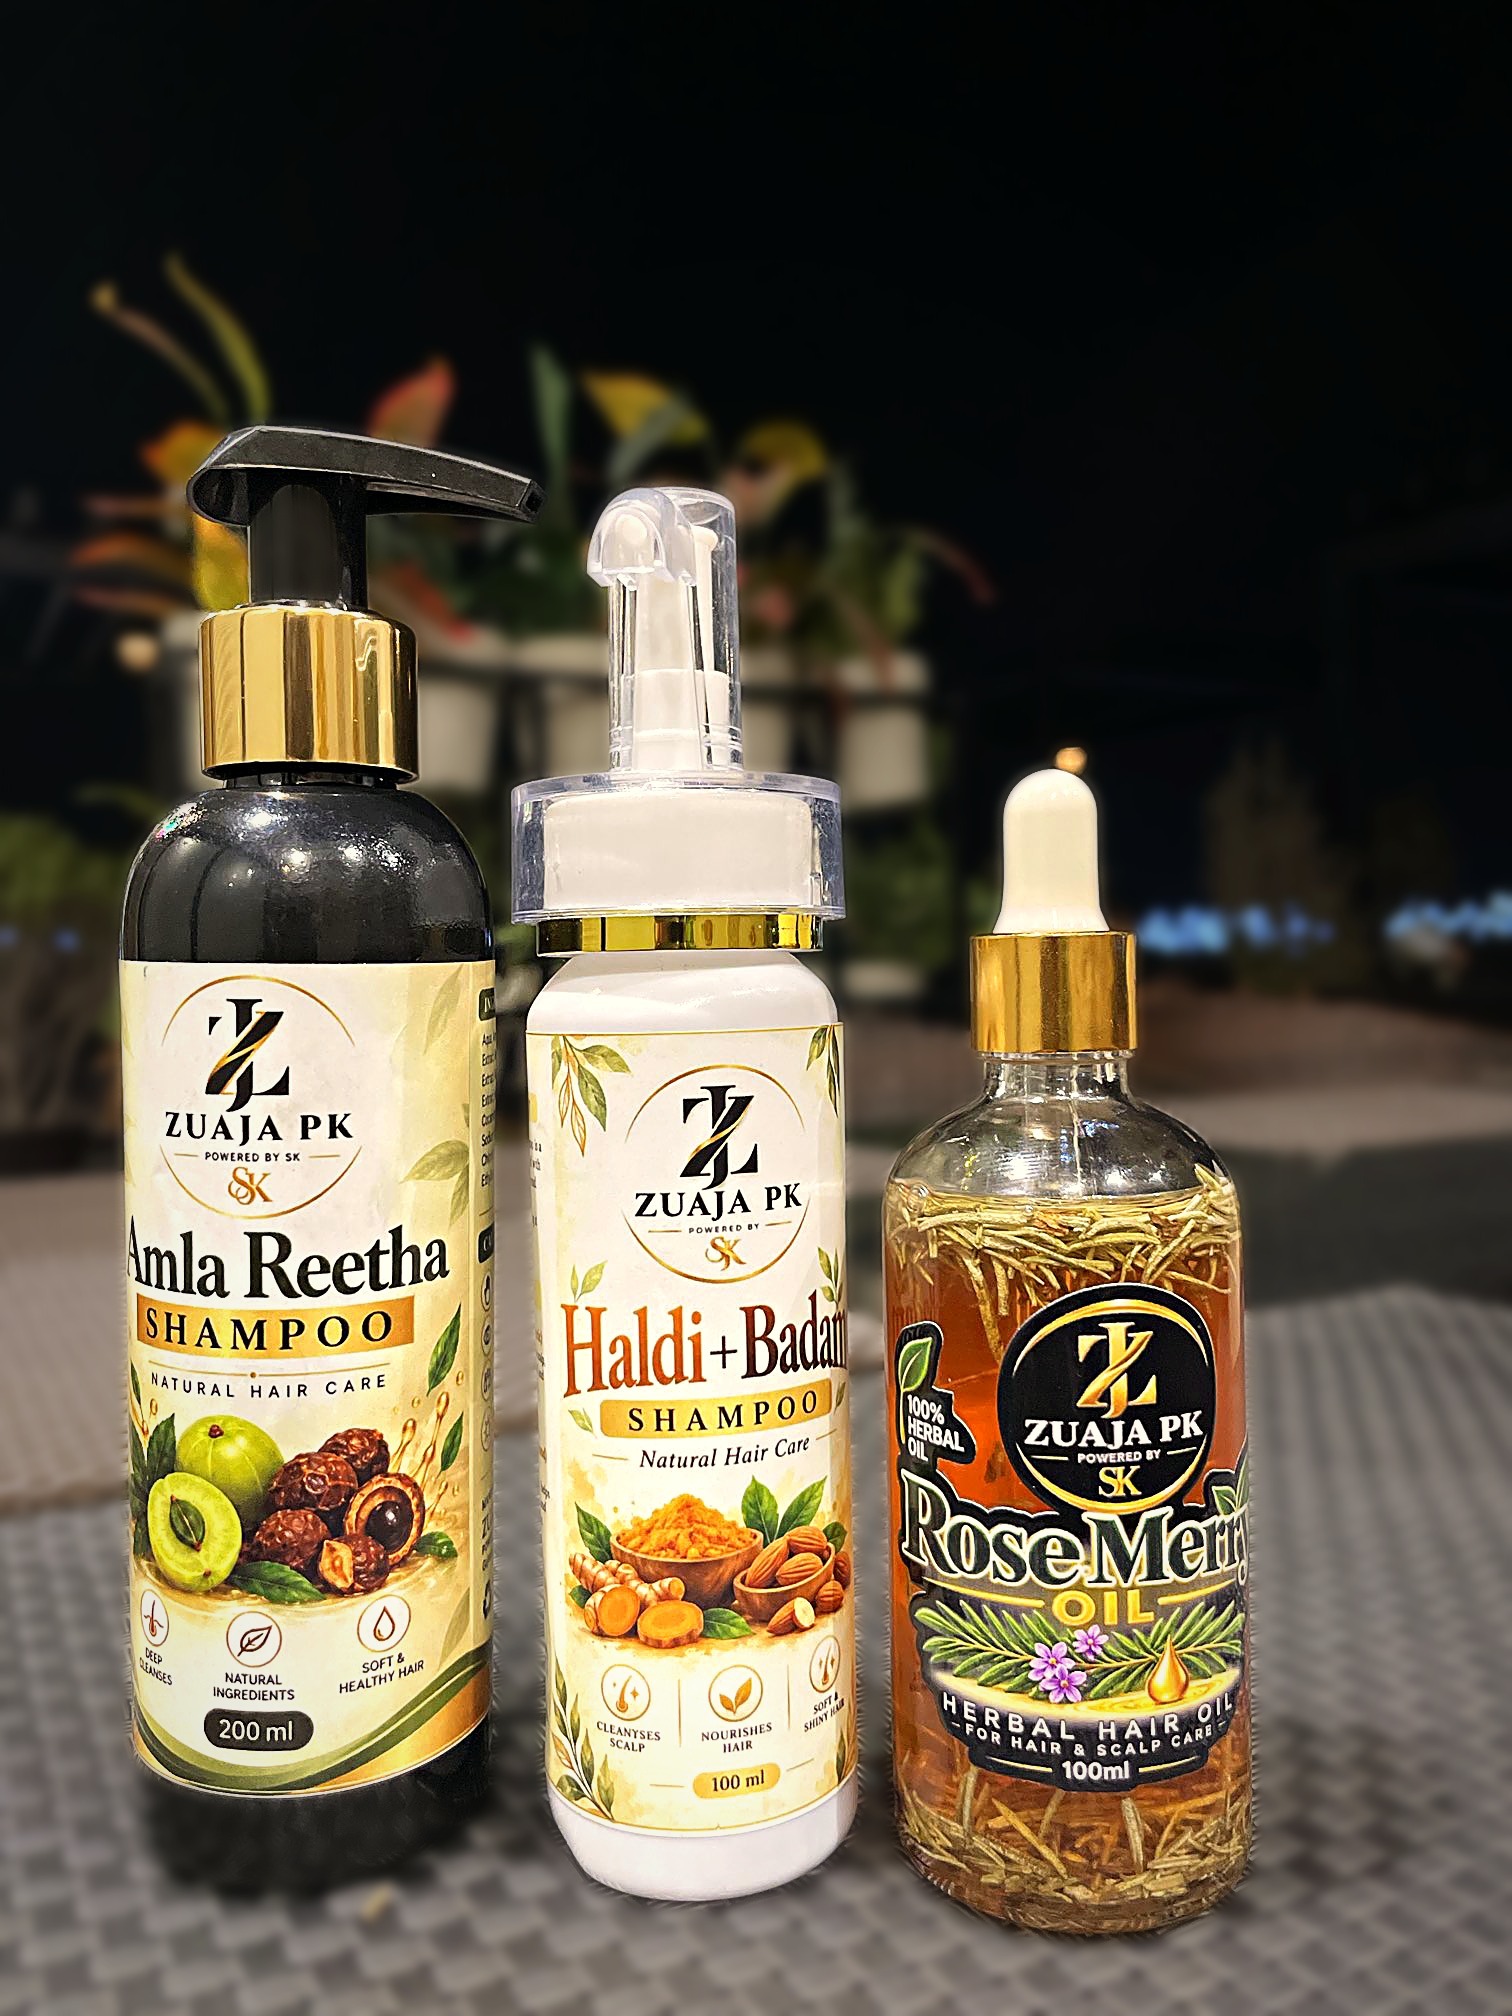 ZUAJA PK
POWERED BY SK
SK
Amla Reetha
SHAMPOO
NATURAL HAIR CARE
DEEP
CLEANSES
NATURAL
INGREDIENTS
SOFT &
HEALTHY HAIR
200 ml
ZUAJA PK
POWERED BY
SK
Haldi+Badam
SHAMPOO
Natural Hair Care
CLEANYSES
SCALP
NOURISHES
HAIR
SOFT &
SHINY HAIR
100 ml
100%
HERBAL
OIL
ZUAJA PK
POWERED BY
SK
RoseMerry
OIL
HERBAL HAIR OIL
FOR HAIR & SCALP CARE
100ml